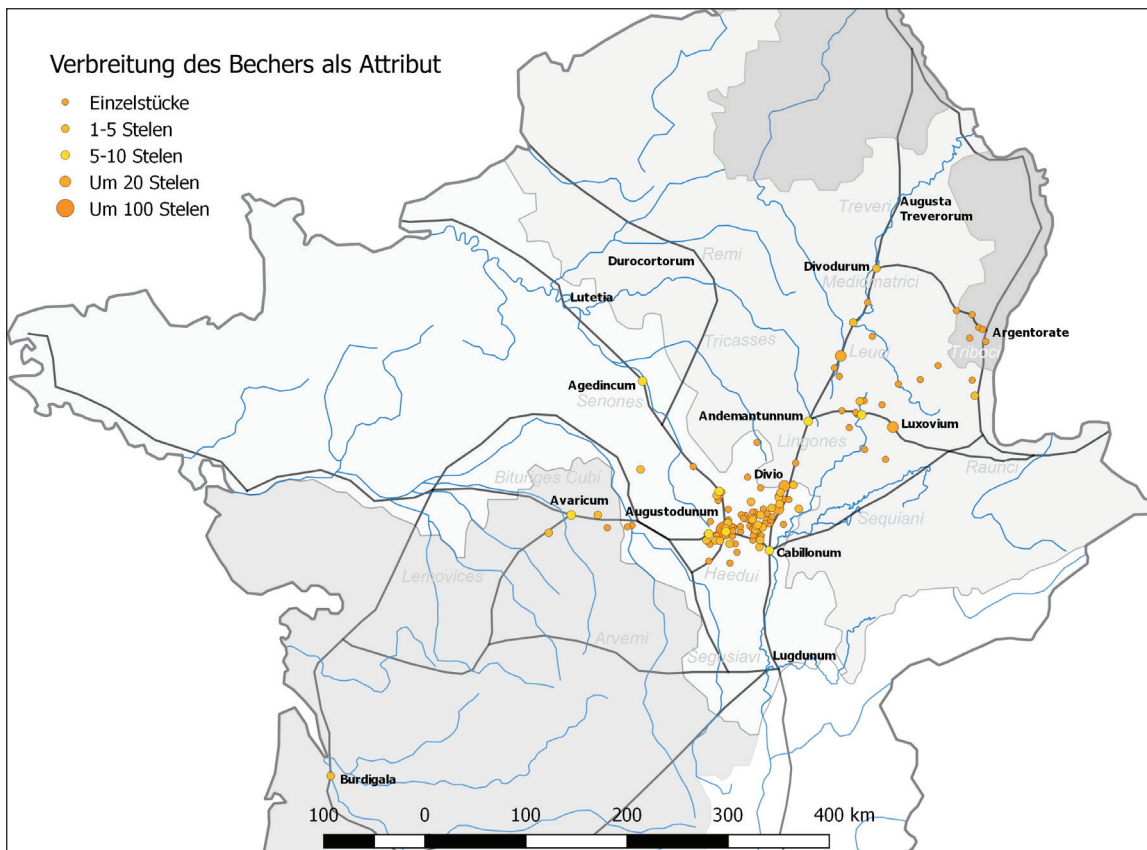 Verbreitung des Bechers als Attribut
Einzelstücke
1-5 Stelen
5-10 Stelen
Um 20 Stelen
Um 100 Stelen
Treveri
Augusta
Treverorum
Durocortorum
Remi
Divodurum
Mediomatrici
Lutetia
Argentorate
Tricasses
Leuci
Triboci
Agedincum
Senones
Andemantunnum
Luxovium
Lingones
Raurici
Bituriges Cubi
Divio
Avaricum
Augustodunum
Sequiani
Cabillonum
Lemovices
Haedui
Arverni
Segusiavi
Lugdunum
Burdigala
100 0 100 200 300 400 km